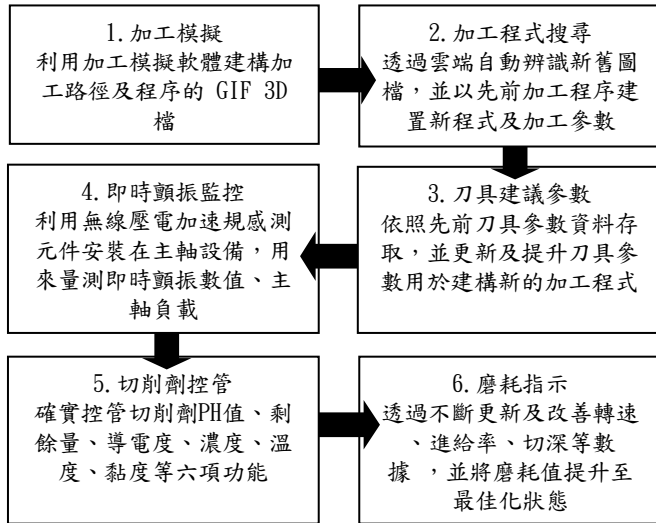 1.加工模擬
利用加工模擬軟體建構加
工路徑及程序的 GIF 3D
檔
2.加工程式搜尋
透過雲端自動辨識新舊圖
檔，並以先前加工程序建
置新程式及加工參數
3.刀具建議參數
依照先前刀具參數資料存
取，並更新及提升刀具參
數用於建構新的加工程式
4.即時顫振監控
利用無線壓電加速規感測
元件安裝在主軸設備，用
來量測即時顫振數值、主
軸負載
5.切削劑控管
確實控管切削劑PH值、剩
餘量、導電度、濃度、溫
度、黏度等六項功能
6.磨耗指示
透過不斷更新及改善轉速
、進給率、切深等數
據 ，並將磨耗值提升至
最佳化狀態